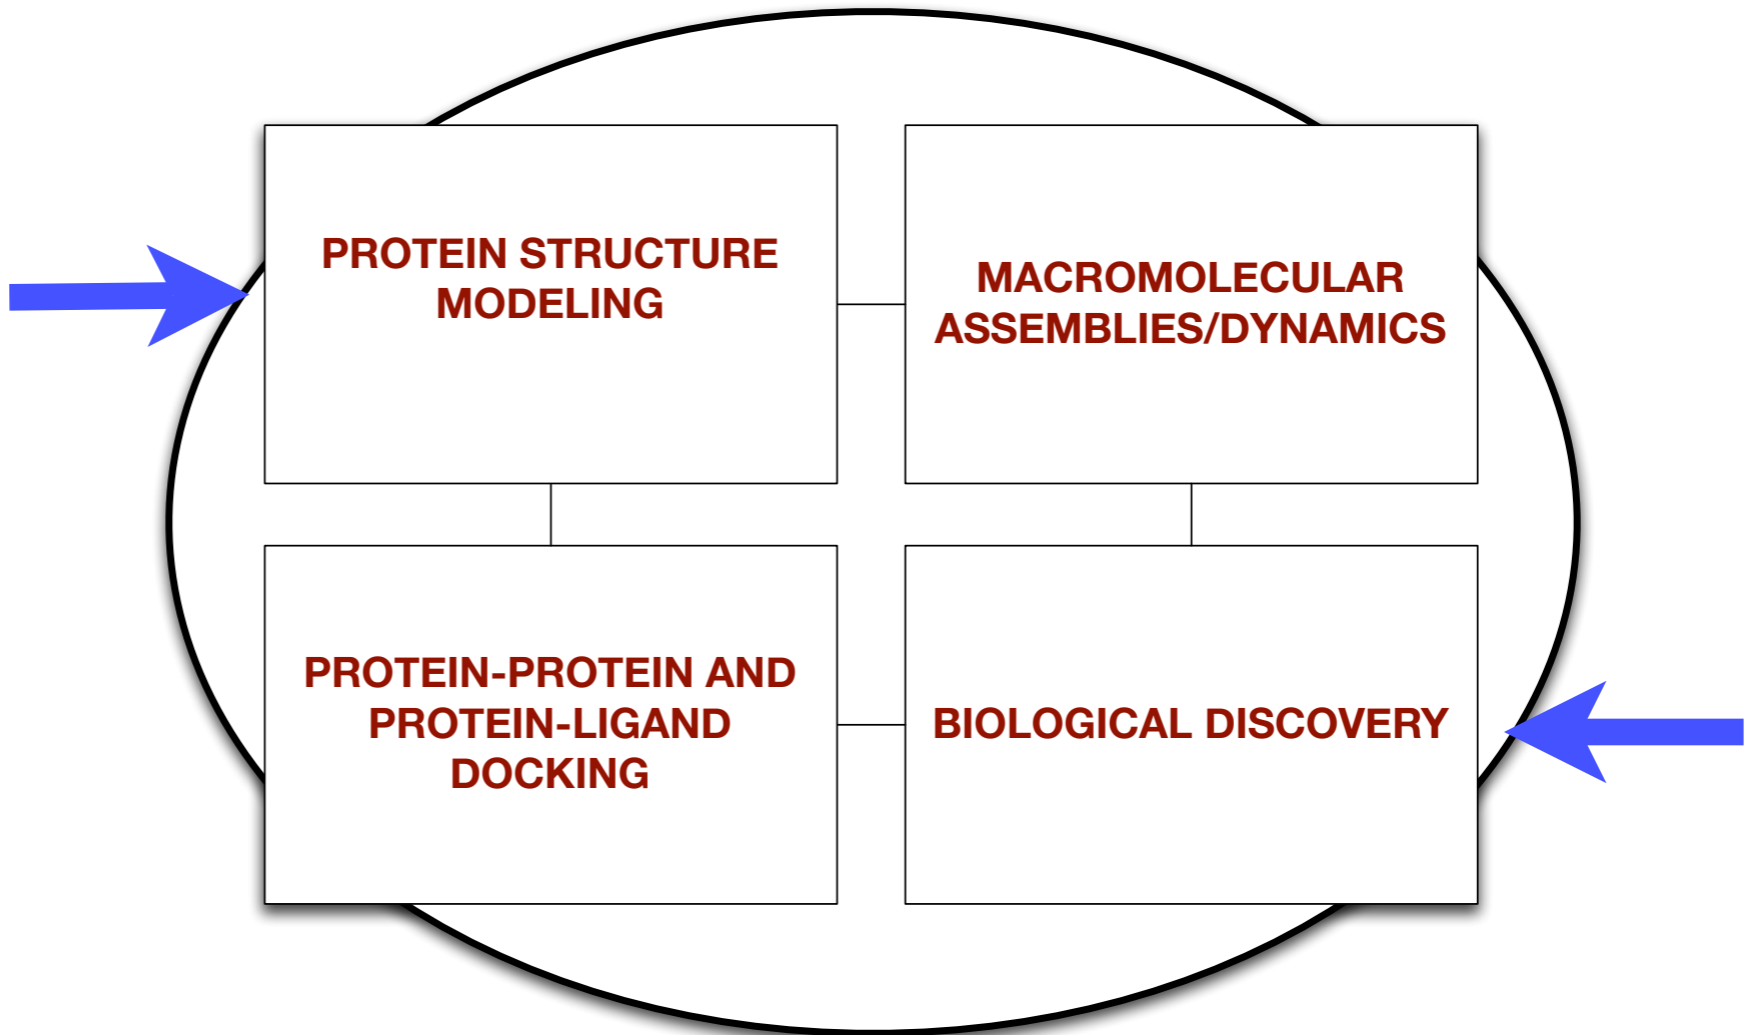 PROTEIN STRUCTURE
MODELING
MACROMOLECULAR
ASSEMBLIES/DYNAMICS
PROTEIN-PROTEIN AND
PROTEIN-LIGAND
DOCKING
BIOLOGICAL DISCOVERY